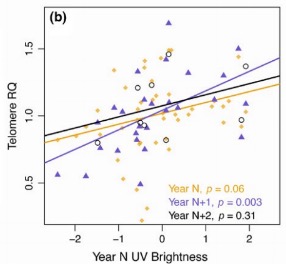 (b)
Telomere RQ
1.5
1.0
0.5
Year N, p = 0.06
Year N+1, p = 0.003
Year N+2, p = 0.31
−2 −1 0 1 2
Year N UV Brightness